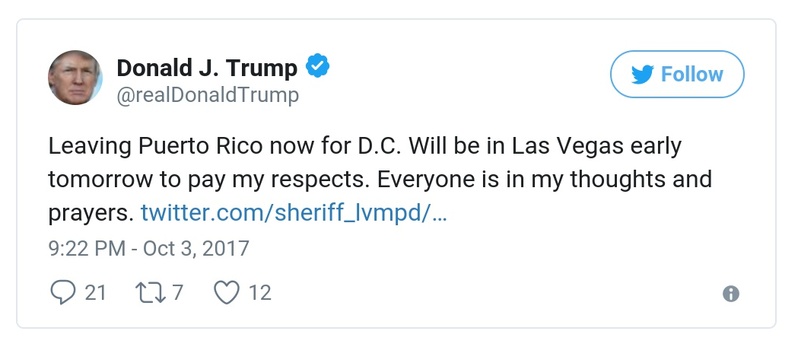 Donald J. Trump
@realDonaldTrump
Follow
Leaving Puerto Rico now for D.C. Will be in Las Vegas early
tomorrow to pay my respects. Everyone is in my thoughts and
prayers. twitter.com/sheriff_lvmpd/…
9:22 PM - Oct 3, 2017
21 7 12